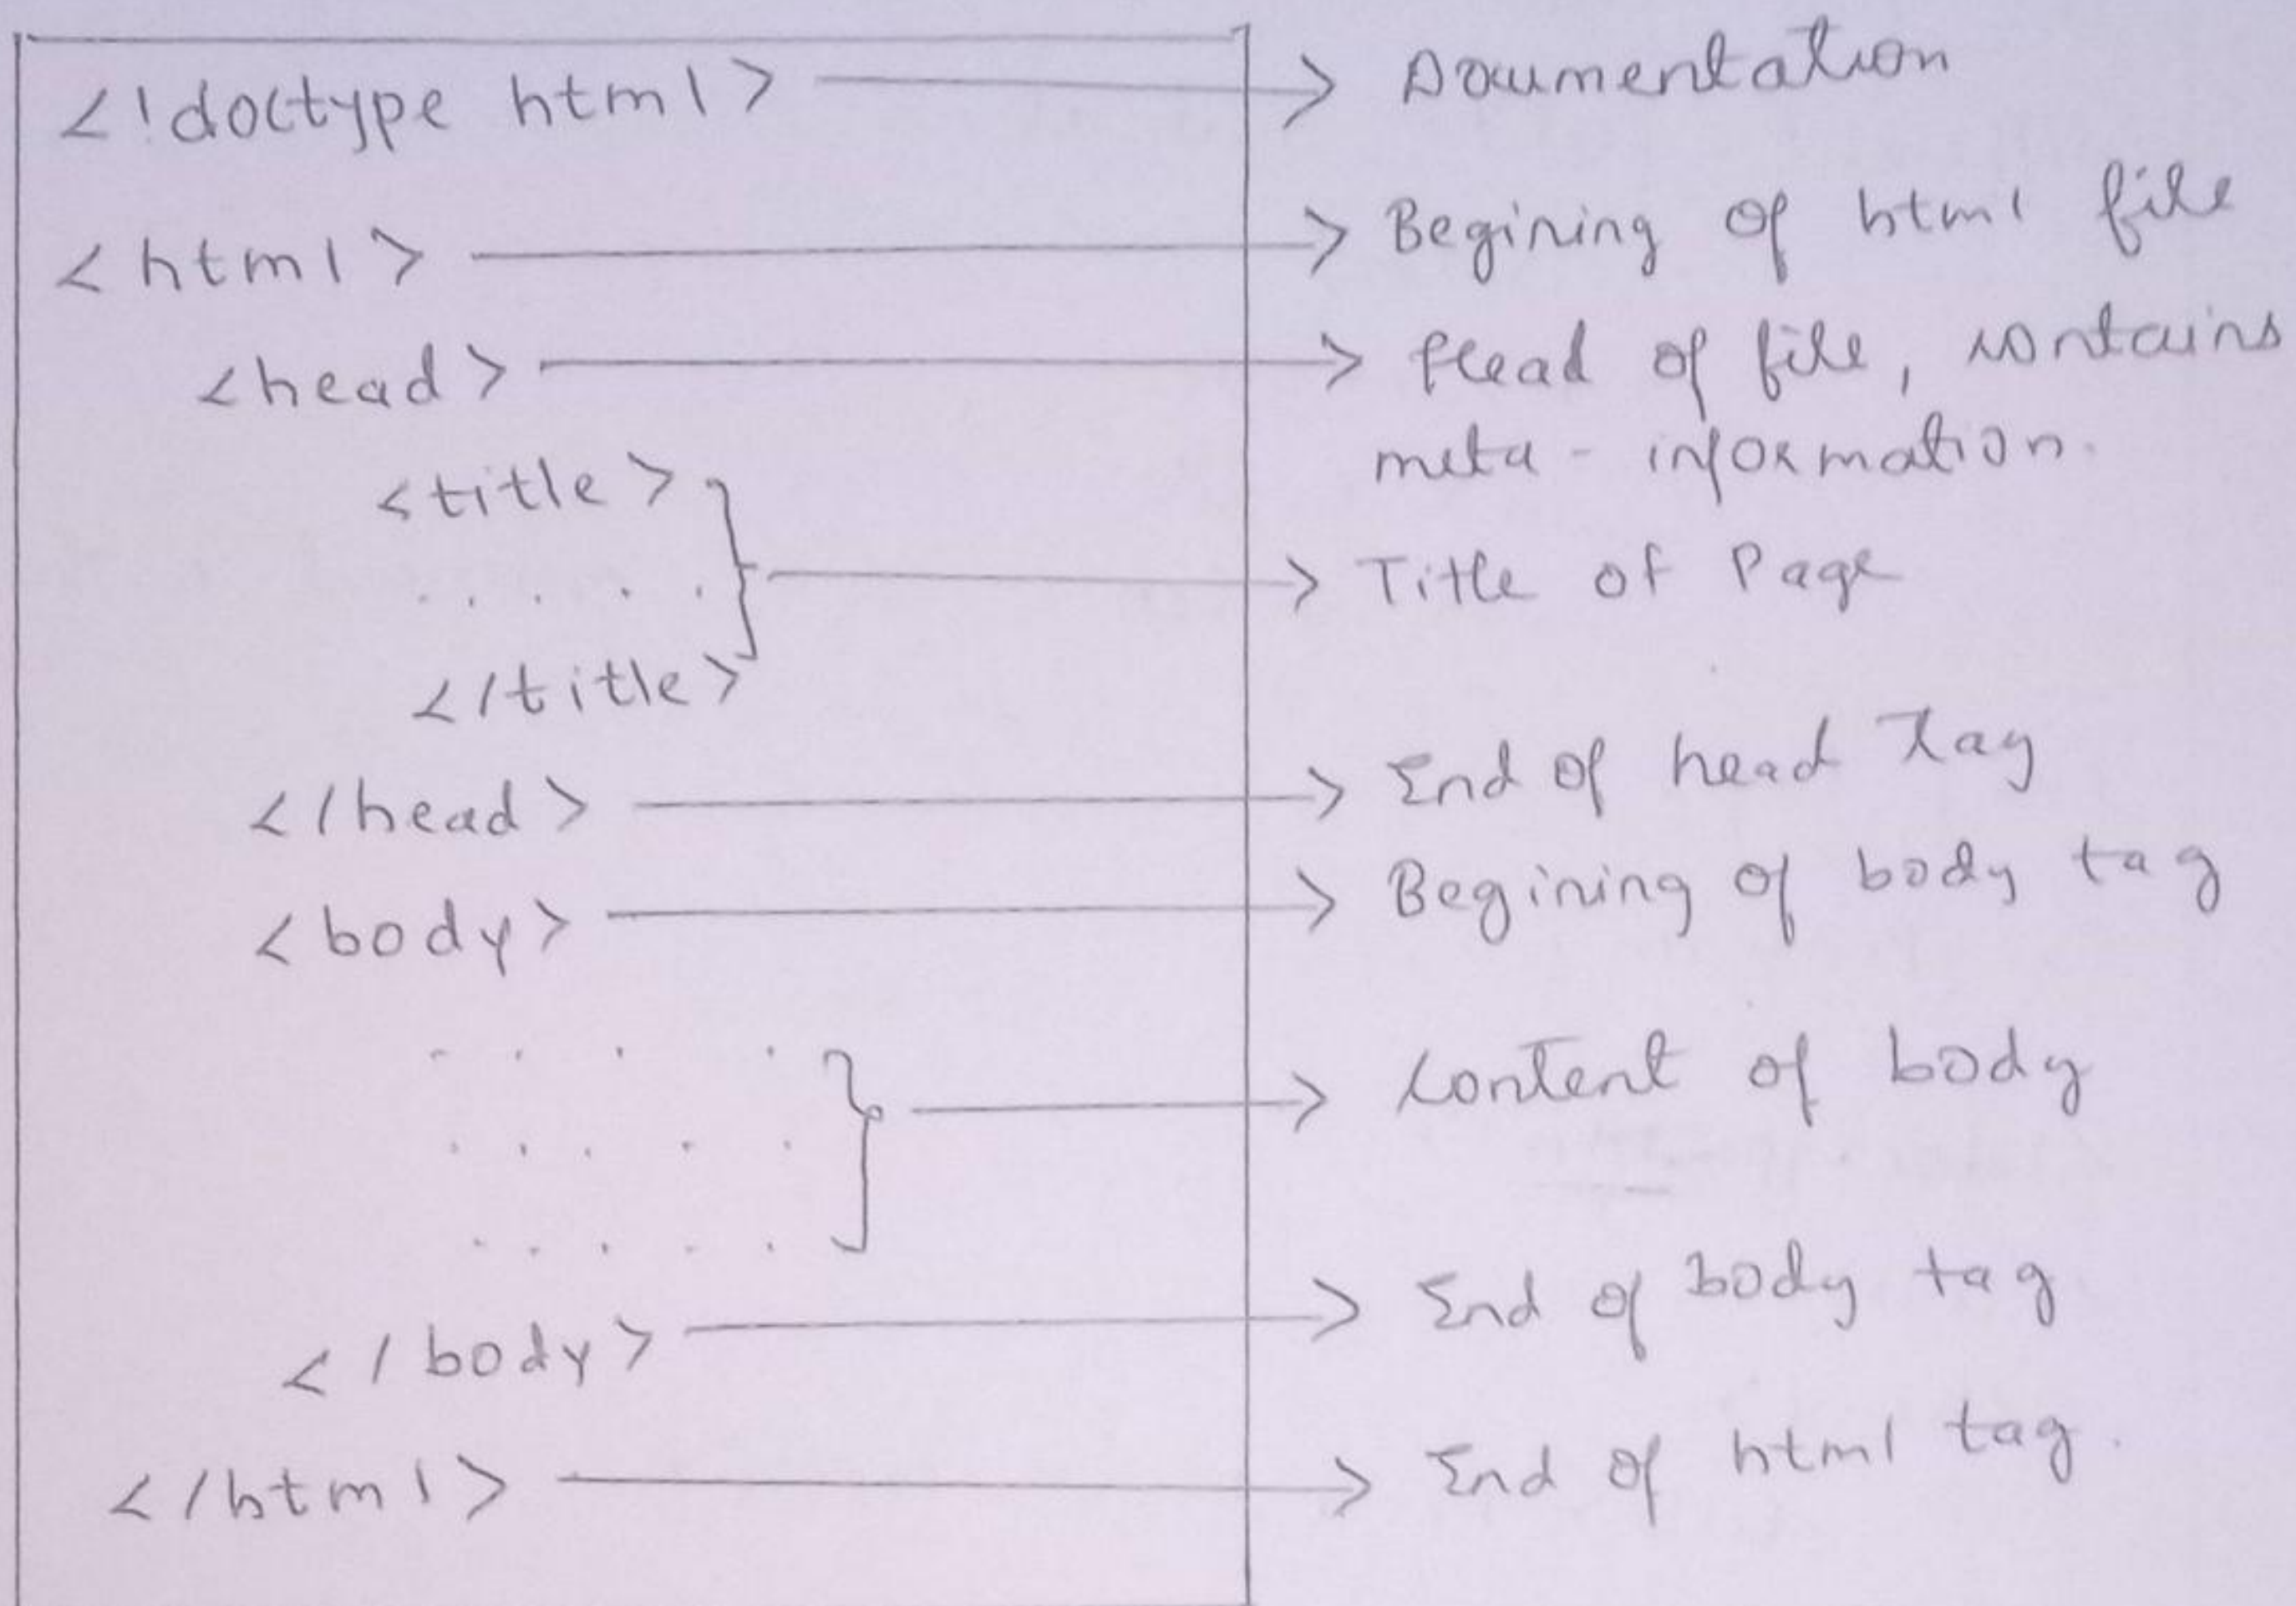 <!doctype html> → Documentation
<html> → Begining of html file
<head> → Head of file, contains
meta - information.
<title>
. . . . . → Title of Page
</title>
</head> → End of head tag
<body> → Begining of body tag
. . . .
. . . . . → Content of body
. . . . .
</body> → End of body tag
</html> → End of html tag.